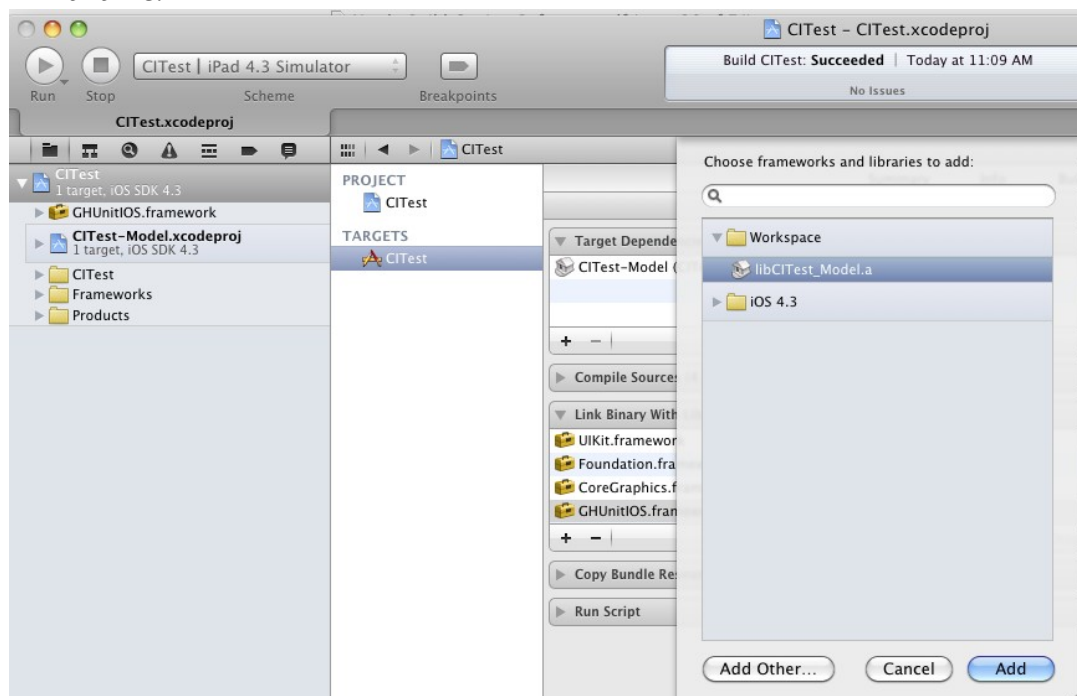 CITest – CITest.xcodeproj
CITest | iPad 4.3 Simulator
Build CITest: Succeeded | Today at 11:09 AM
No Issues
Run Stop Scheme Breakpoints
CITest.xcodeproj
CITest
1 target, iOS SDK 4.3
GHUnitIOS.framework
CITest-Model.xcodeproj
1 target, iOS SDK 4.3
CITest
Frameworks
Products
CITest
PROJECT
CITest
TARGETS
CITest
Target Depende
CITest-Model (
+ –
Compile Source
Link Binary With
UIKit.framewor
Foundation.fra
CoreGraphics.f
GHUnitIOS.fran
+ –
Copy Bundle Re
Run Script
Choose frameworks and libraries to add:
Workspace
libCITest_Model.a
iOS 4.3
Add Other... Cancel Add